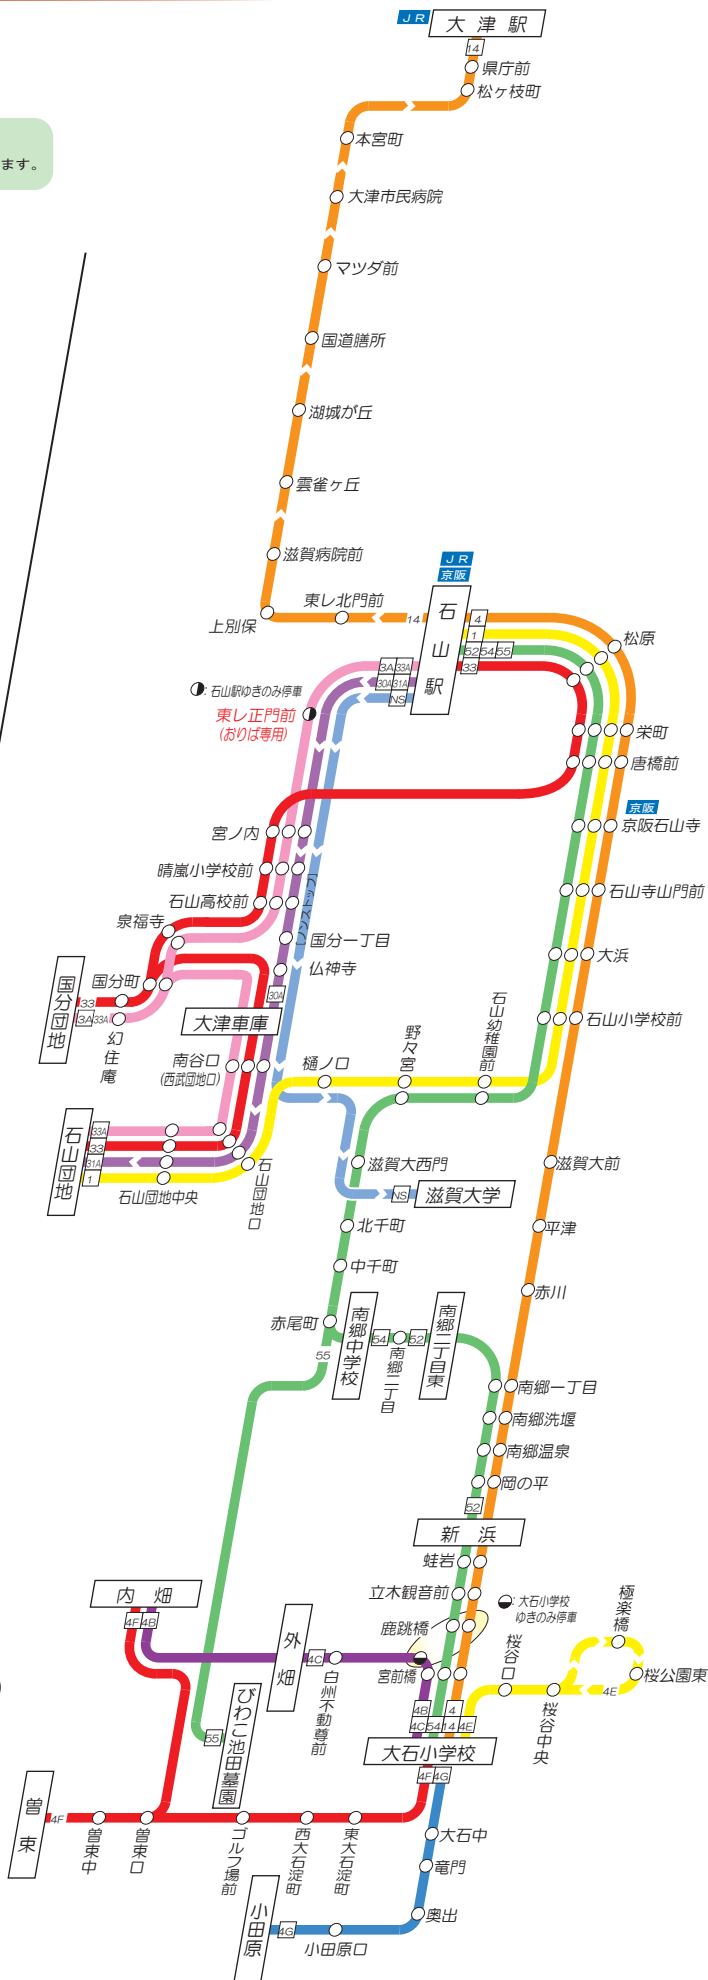 JR
大津駅
14
県庁前
松ヶ枝町
本宮町
ます。
大津市民病院
マツダ前
国道膳所
湖城が丘
雲雀ヶ丘
滋賀病院前
上別保
東レ北門前
14
JR
京阪
石山駅
4
1
52 54 55
33
3A 33A
30A 31A
NS
松原
栄町
唐橋前
京阪
京阪石山寺
石山寺山門前
大浜
石山小学校前
：石山駅ゆきのみ停車
東レ正門前
(おりば専用)
宮ノ内
晴嵐小学校前
石山高校前
泉福寺
国分町
国分団地
33
3A 33A
幻住庵
国分一丁目
仏神寺
30A
大津車庫
南谷口
(西武団地口)
石山団地
33A
33
31A
1
石山団地中央
石山団地口
樋ノ口
野々宮
石山幼稚園前
滋賀大西門
NS
滋賀大学
滋賀大前
北千町
平津
中千町
赤川
赤尾町
55
南郷中学校
54
南郷二丁目
52
南郷二丁目東
南郷一丁目
南郷洗堰
南郷温泉
岡の平
52
新浜
蛙岩
立木観音前
鹿跳橋
：大石小学校
ゆきのみ停車
宮前橋
桜谷口
桜谷中央
極楽橋
桜公園東
4E
内畑
4F 4B
外畑
4C
白州不動尊前
55
びわこ池田墓園
4B
4
4C 54 14 4E
大石小学校
4F 4G
曽束
4F
曽束中
曽束口
ゴルフ場前
西大石淀町
東大石淀町
大石中
竜門
奥出
小田原
4G
小田原口